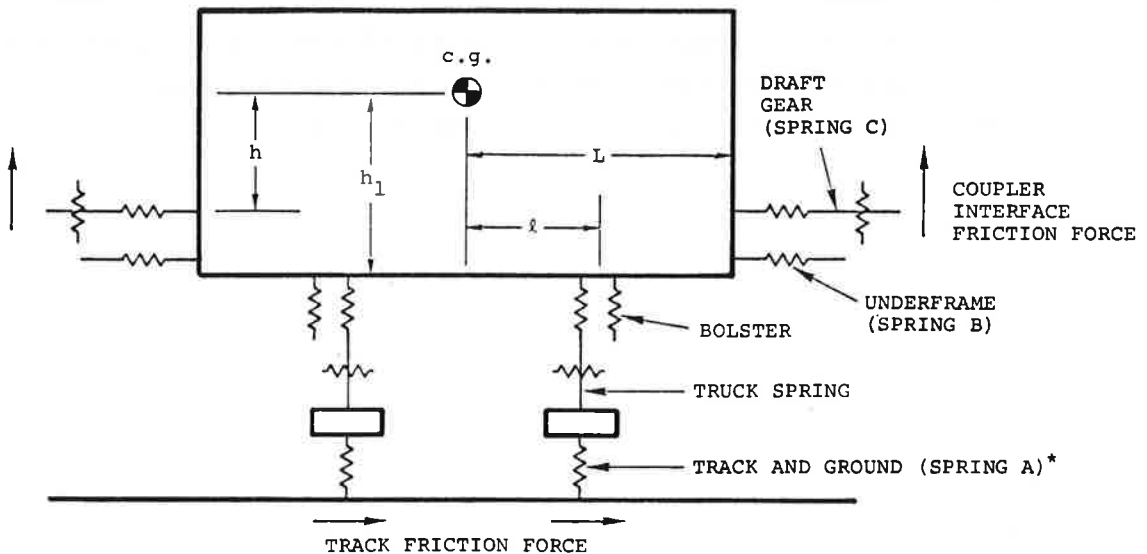 c.g.
DRAFT
GEAR
(SPRING C)
h
h1
L
ℓ
COUPLER
INTERFACE
FRICTION FORCE
UNDERFRAME
(SPRING B)
BOLSTER
TRUCK SPRING
TRACK AND GROUND (SPRING A)*
TRACK FRICTION FORCE